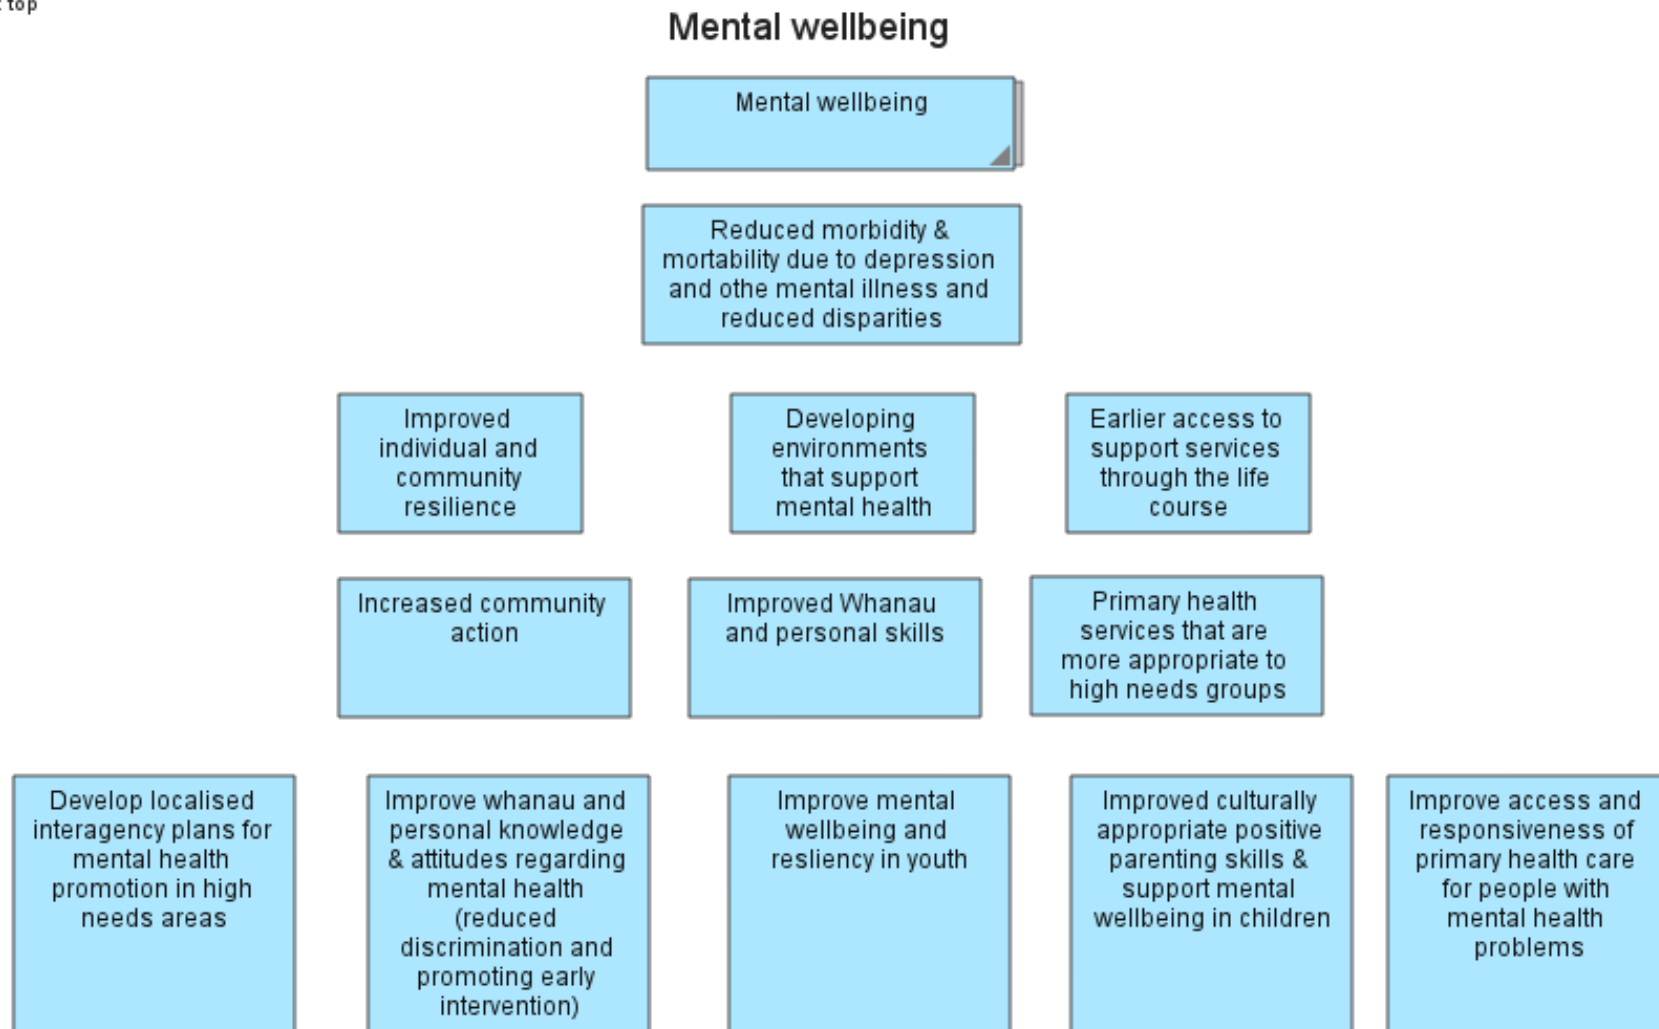 top
Mental wellbeing
Mental wellbeing
Reduced morbidity &
mortability due to depression
and othe mental illness and
reduced disparities
Improved
individual and
community
resilience
Developing
environments
that support
mental health
Earlier access to
support services
through the life
course
Increased community
action
Improved Whanau
and personal skills
Primary health
services that are
more appropriate to
high needs groups
Develop localised
interagency plans for
mental health
promotion in high
needs areas
Improve whanau and
personal knowledge
& attitudes regarding
mental health
(reduced
discrimination and
promoting early
intervention)
Improve mental
wellbeing and
resliency in youth
Improved culturally
appropriate positive
parenting skills &
support mental
wellbeing in children
Improve access and
responsiveness of
primary health care
for people with
mental health
problems